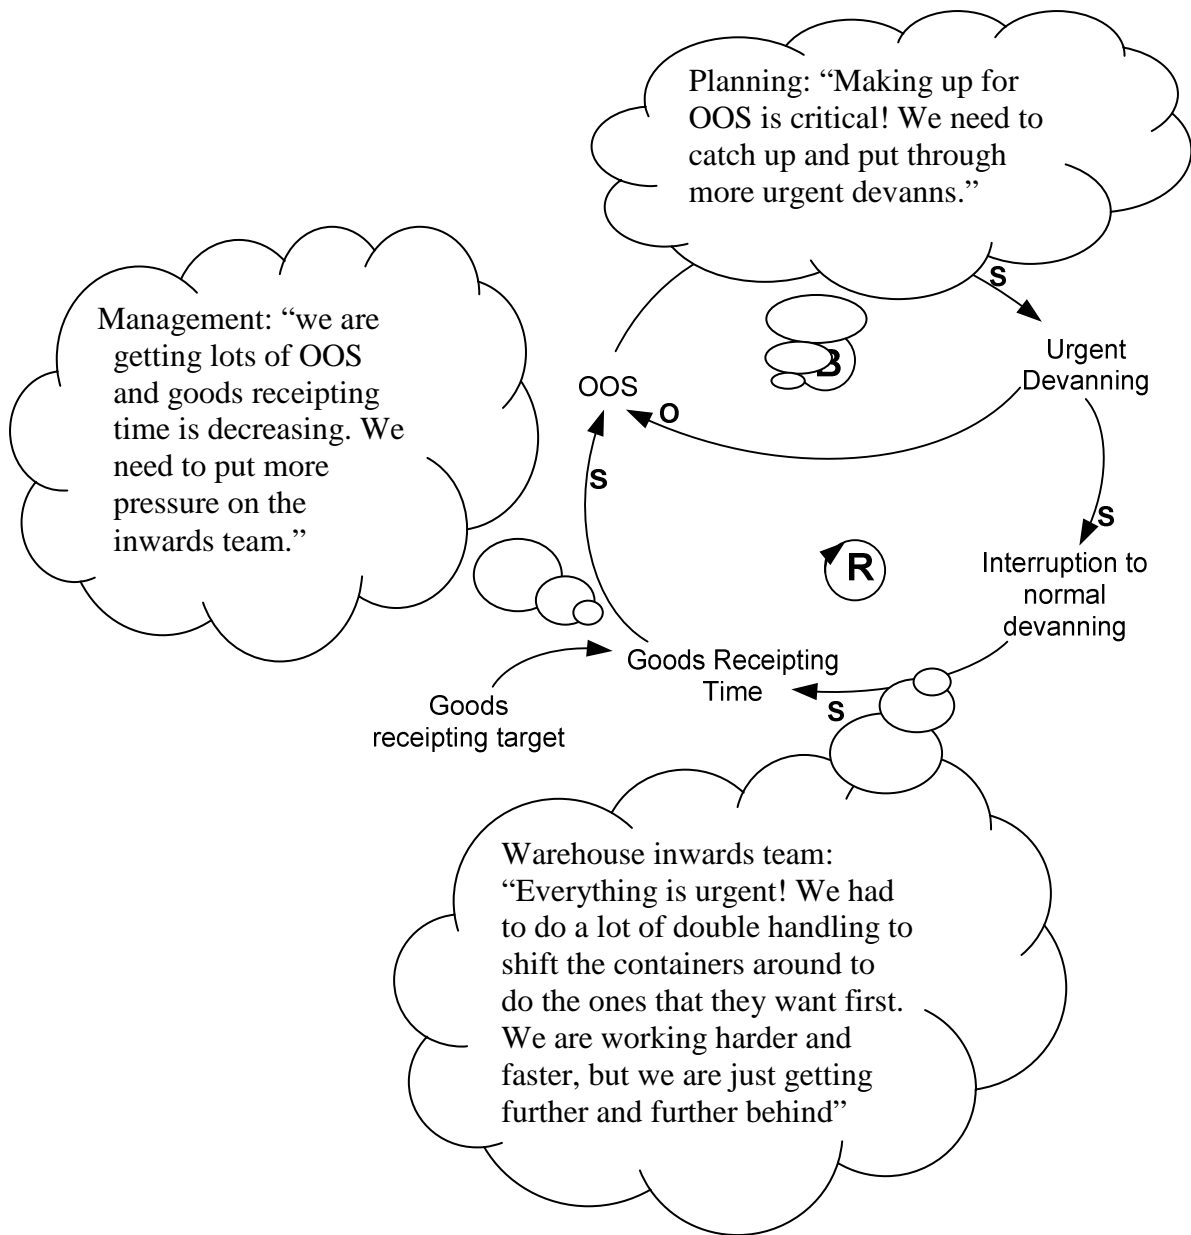 Planning: “Making up for
OOS is critical! We need to
catch up and put through
more urgent devanns.”
S
Management: “we are
getting lots of OOS
and goods receipting
time is decreasing. We
need to put more
pressure on the
inwards team.”
B
Urgent
Devanning
OOS
O
S
S
Interruption to
normal
devanning
R
Goods Receipting
Time
S
Goods
receipting target
Warehouse inwards team:
“Everything is urgent! We had
to do a lot of double handling to
shift the containers around to
do the ones that they want first.
We are working harder and
faster, but we are just getting
further and further behind”